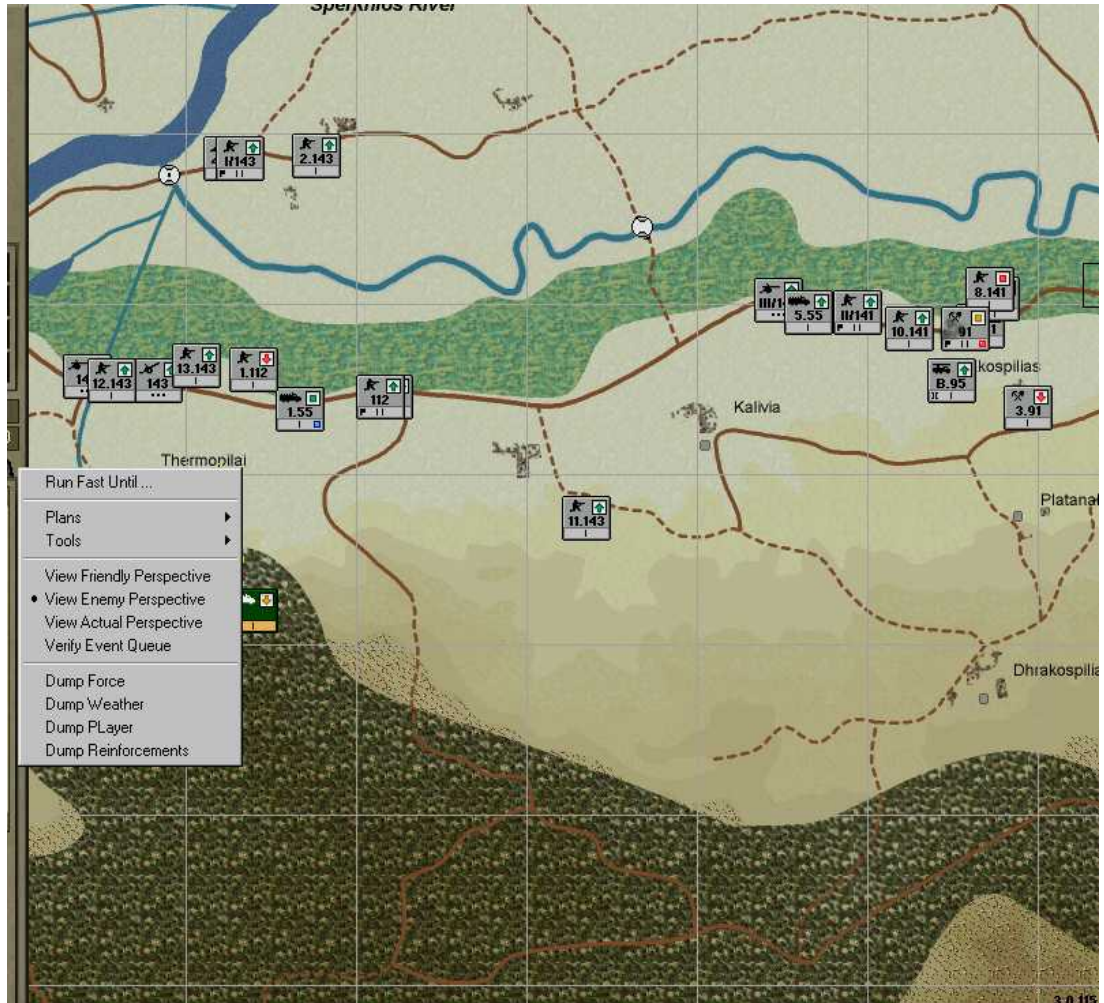 Sperkhios River
II/143
2.143
8.141
5.55
II/141
10.141
91
kospilias
B.95
3.91
12.143
143
13.143
1.112
1.55
112
Kalivia
Thermopilai
11.143
Platana
Dhrakospilia
Run Fast Until ...
Plans
Tools
View Friendly Perspective
View Enemy Perspective
View Actual Perspective
Verify Event Queue
Dump Force
Dump Weather
Dump PLayer
Dump Reinforcements